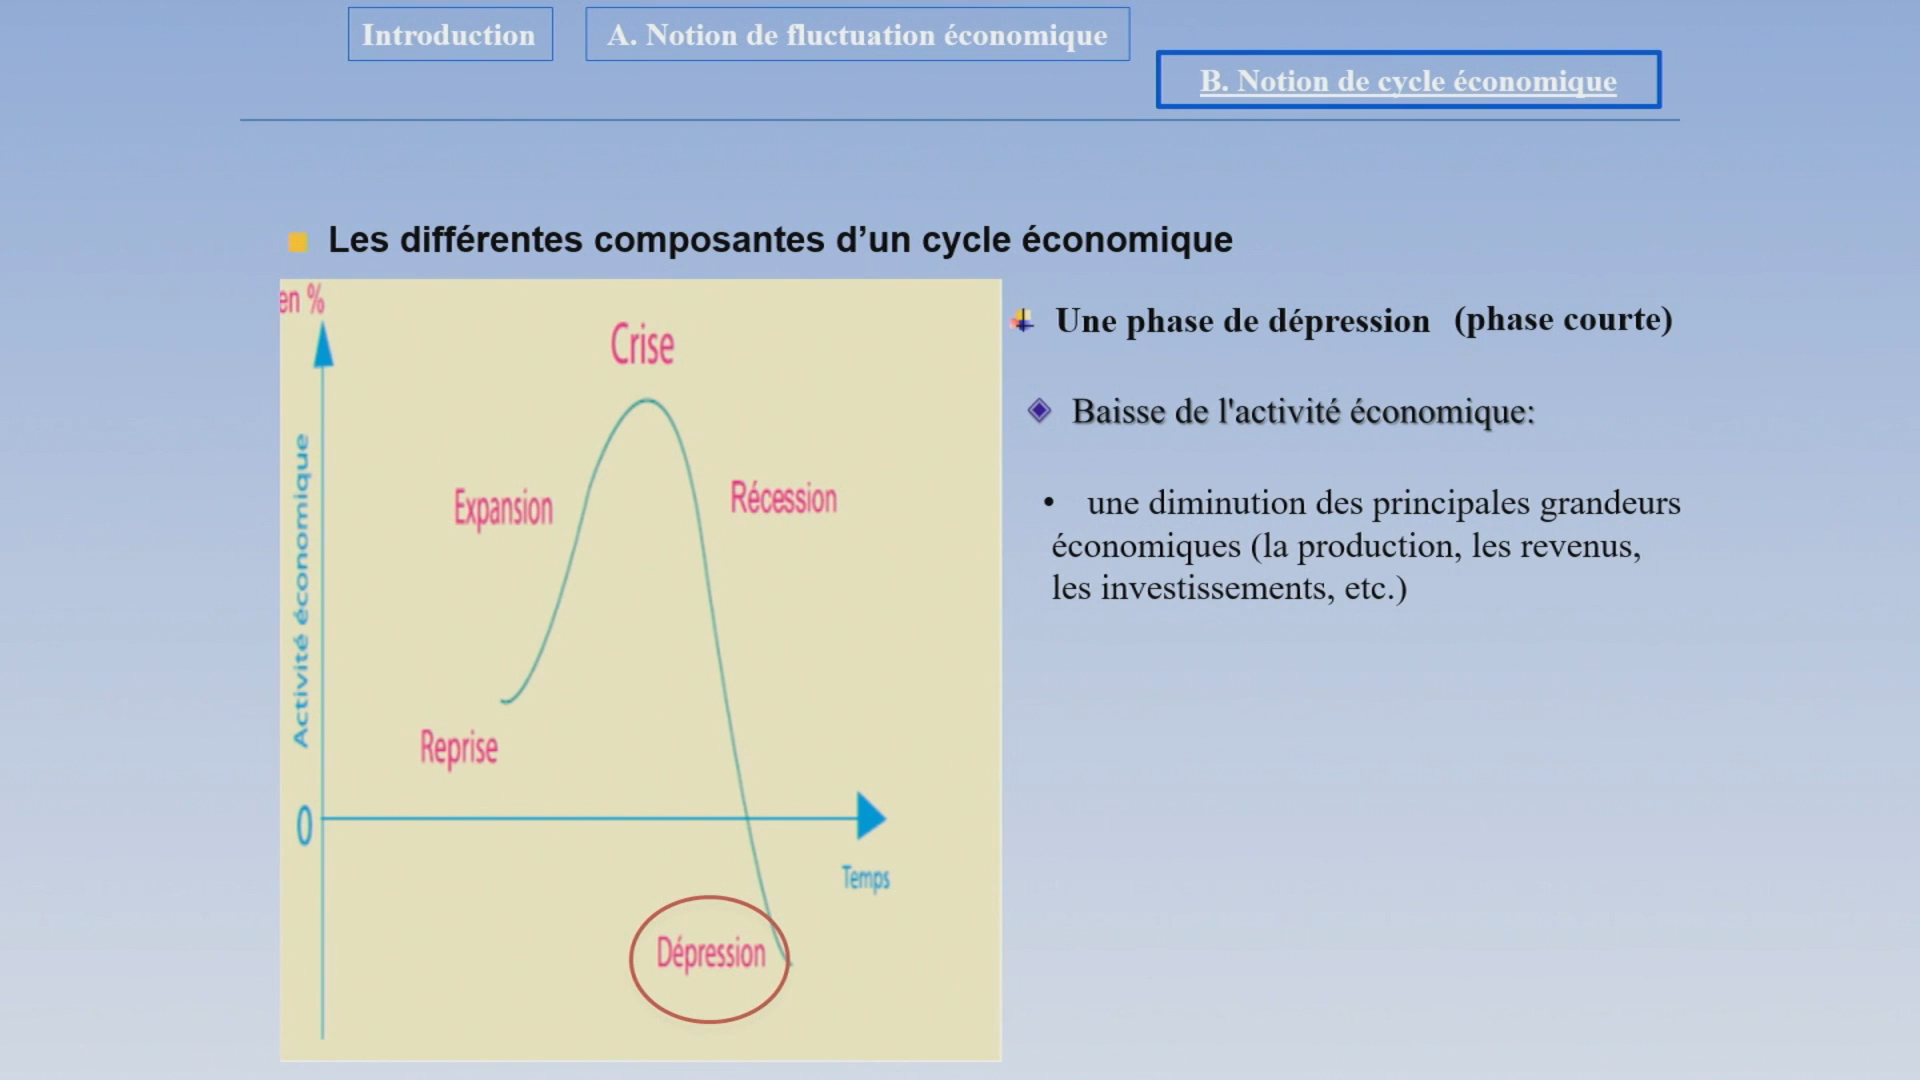 Introduction
A. Notion de fluctuation économique
B. Notion de cycle économique
Les différentes composantes d’un cycle économique
en %
Activité économique
Crise
Expansion
Récession
Reprise
0
Temps
Dépression
Une phase de dépression (phase courte)
Baisse de l'activité économique:
• une diminution des principales grandeurs
économiques (la production, les revenus,
les investissements, etc.)